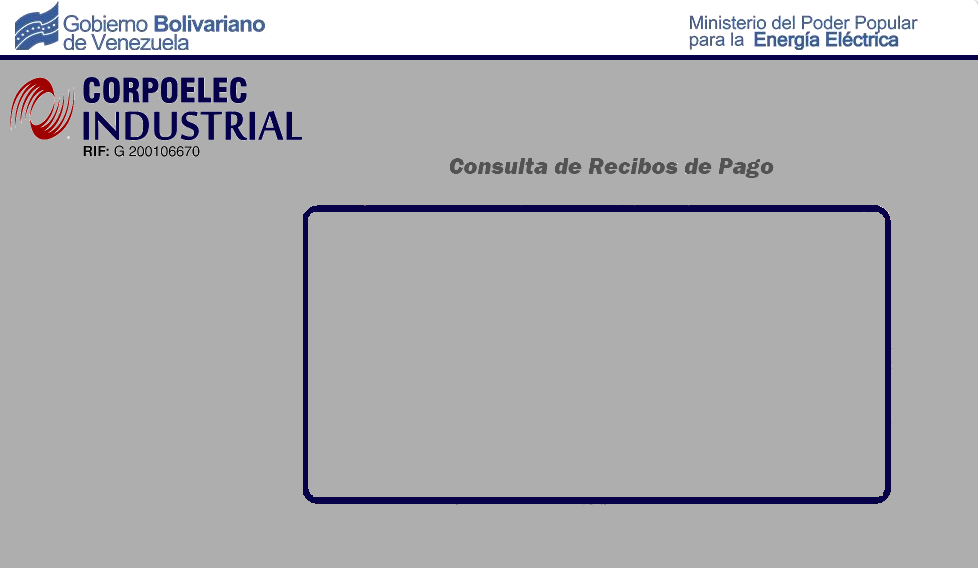 Gobierno Bolivariano
de Venezuela
Ministerio del Poder Popular
para la Energía Eléctrica
CORPOELEC
INDUSTRIAL
RIF: G 200106670
Consulta de Recibos de Pago